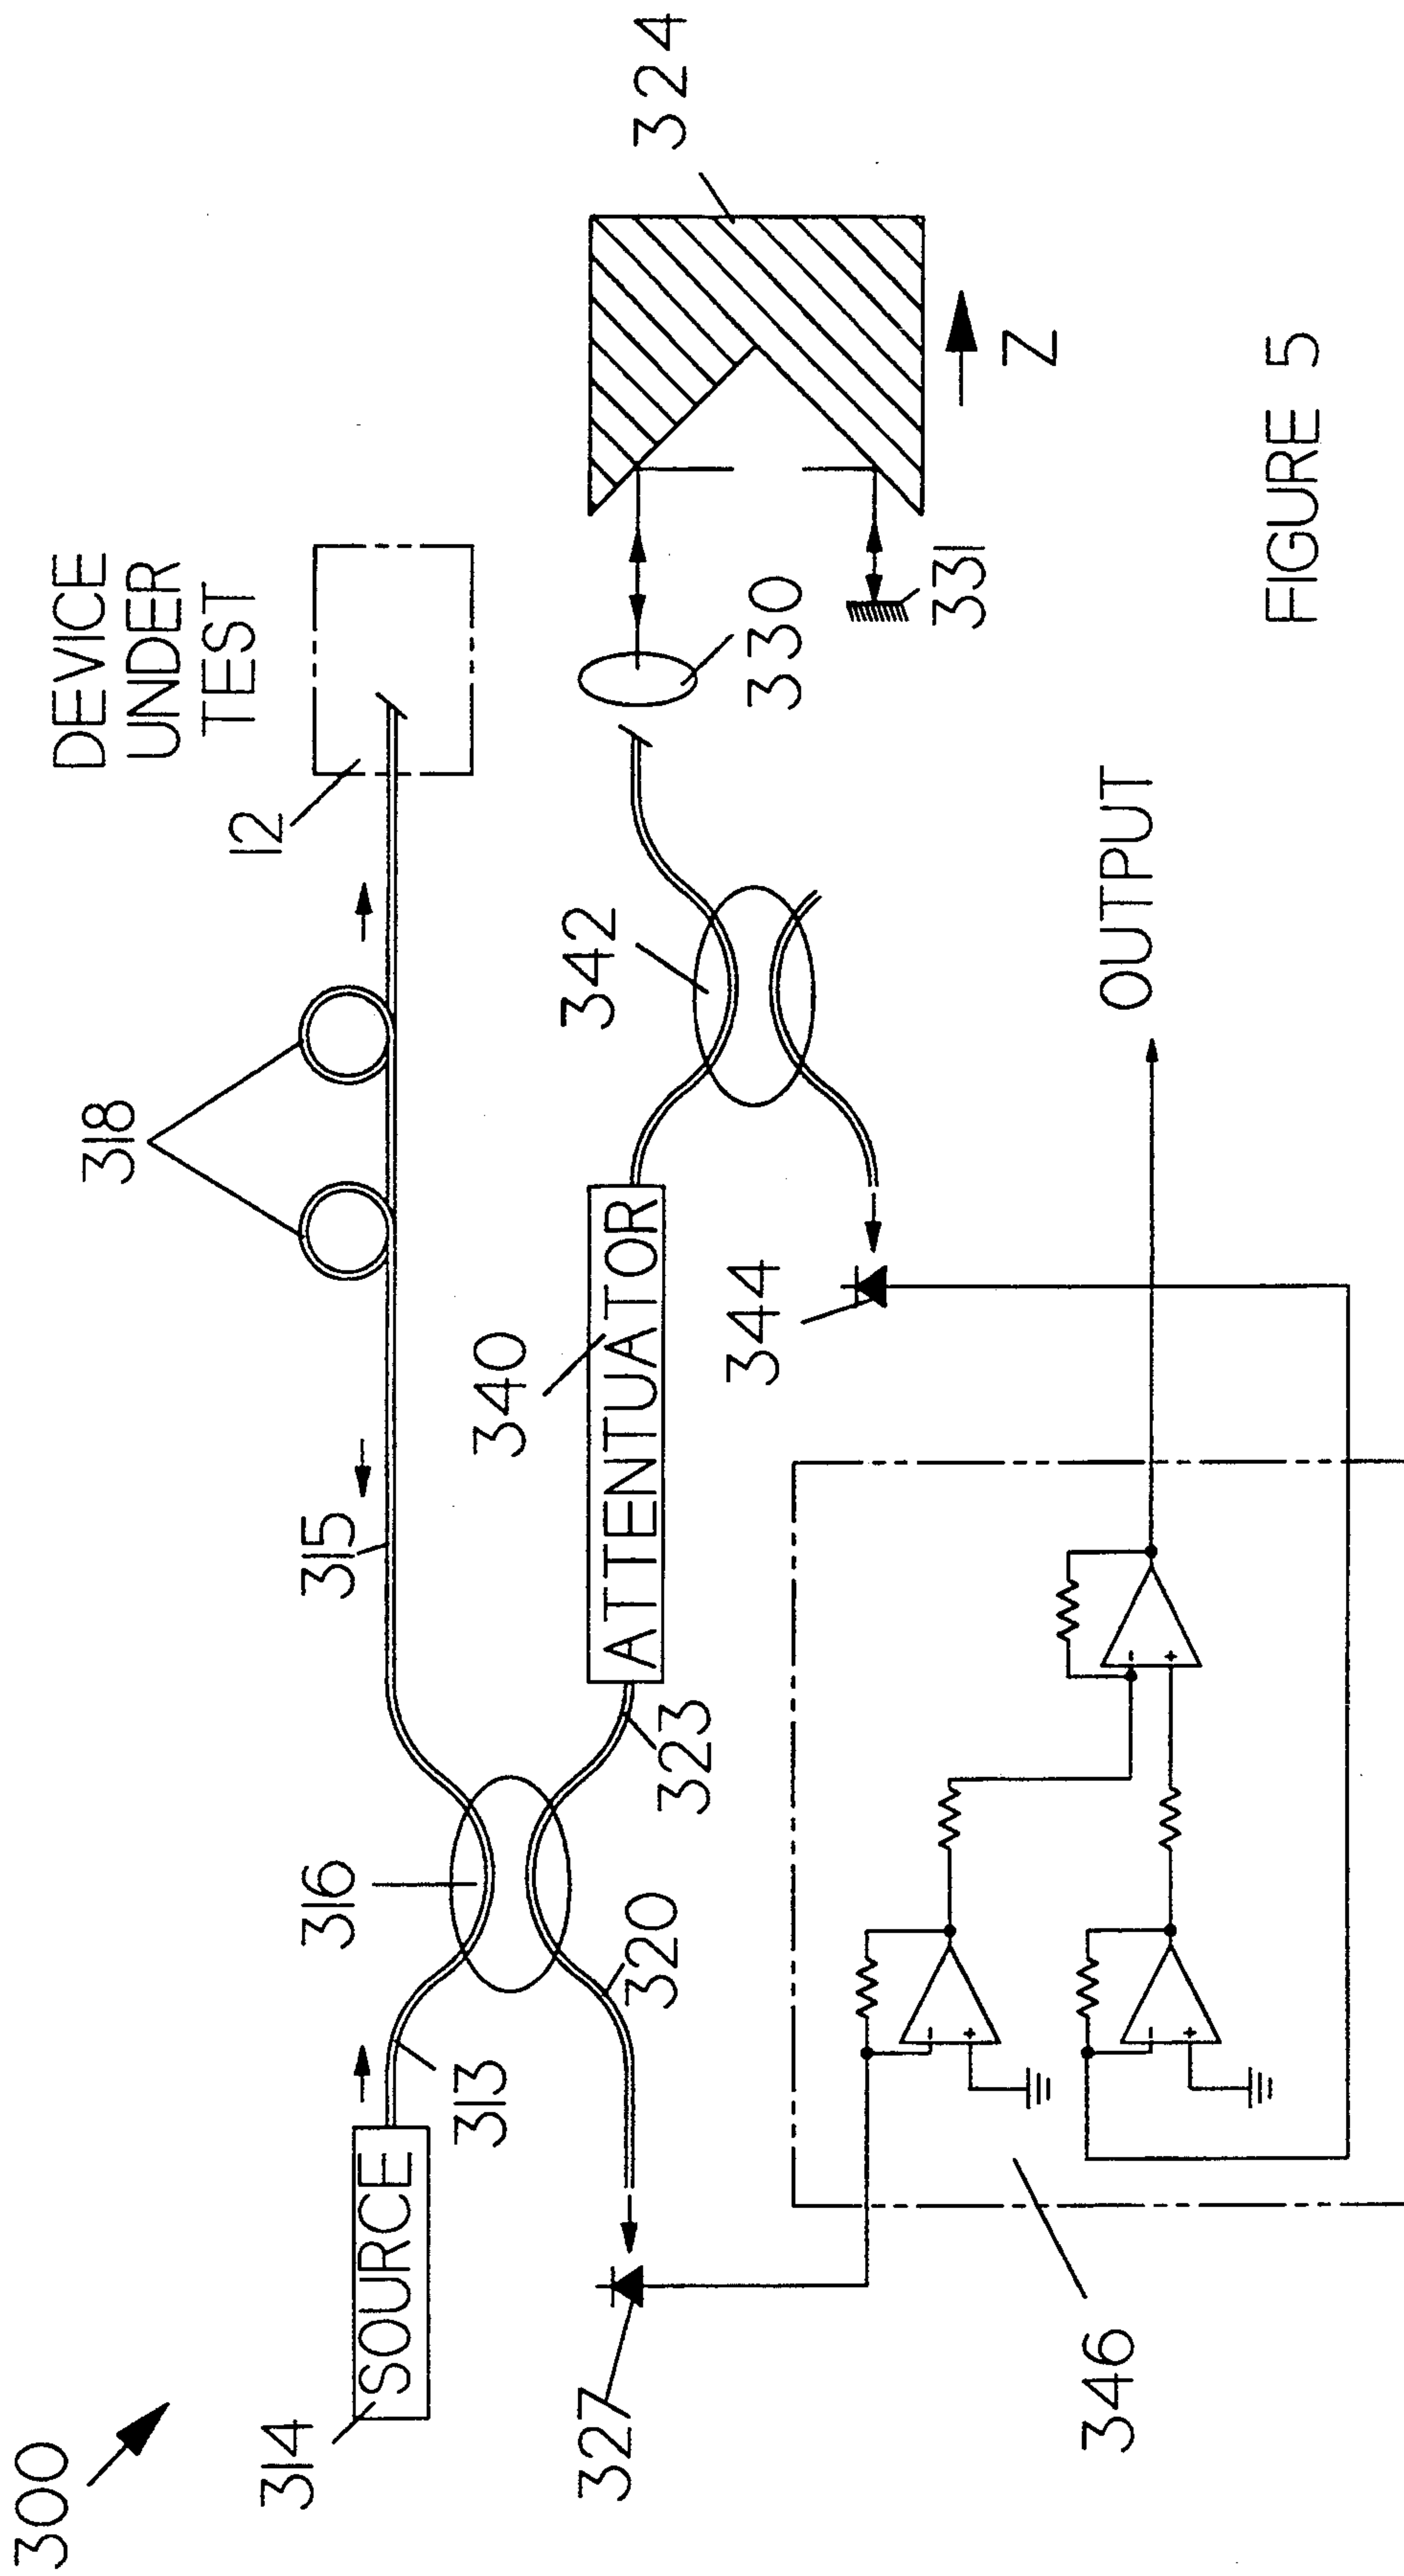 300
314
SOURCE
313
316
315
318
12
DEVICE
UNDER
TEST
320
323
327
340
ATTENTUATOR
342
344
330
331
324
Z
346
-
+
-
+
-
+
OUTPUT
FIGURE 5